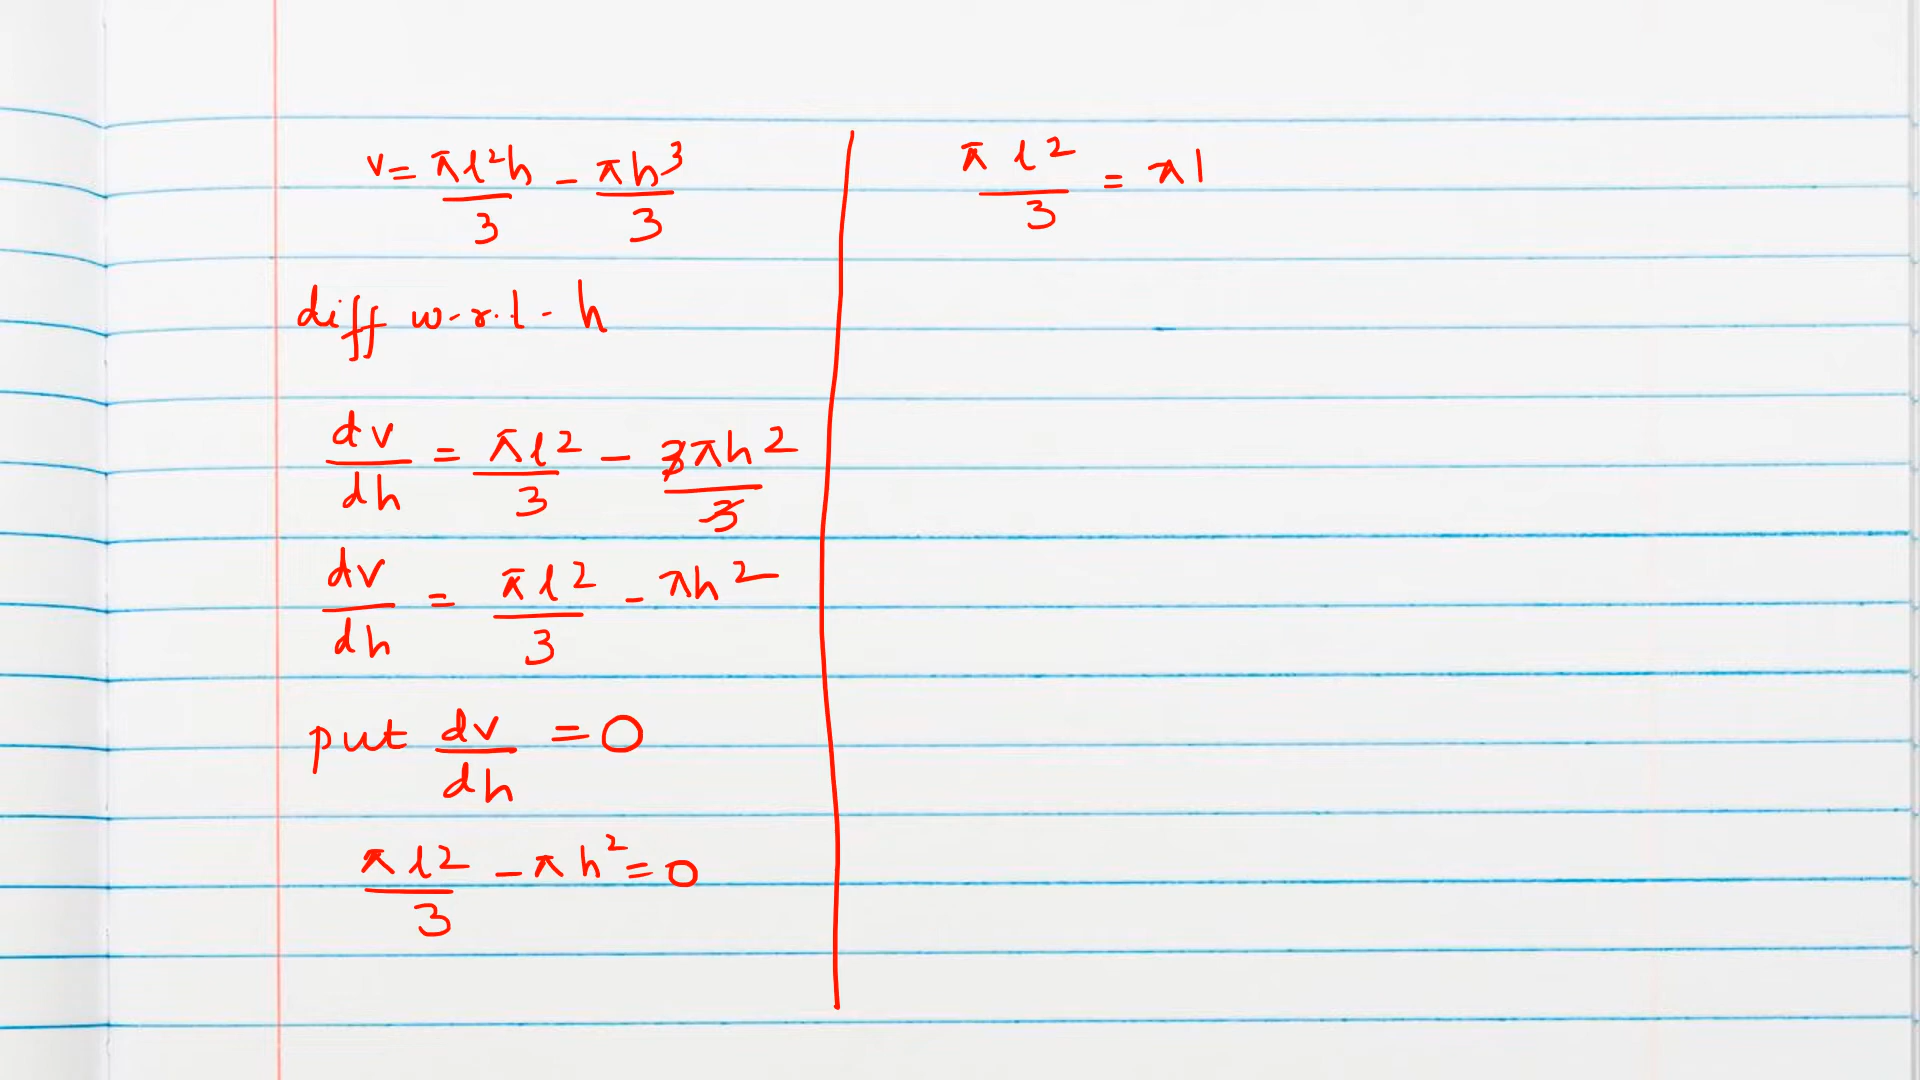 v = πl²h/3 - πh³/3
diff w.r.t. h
dv/dh = πl²/3 - 3πh²/3
dv/dh = πl²/3 - πh²
put dv/dh = 0
πl²/3 - πh² = 0
πl²/3 = π